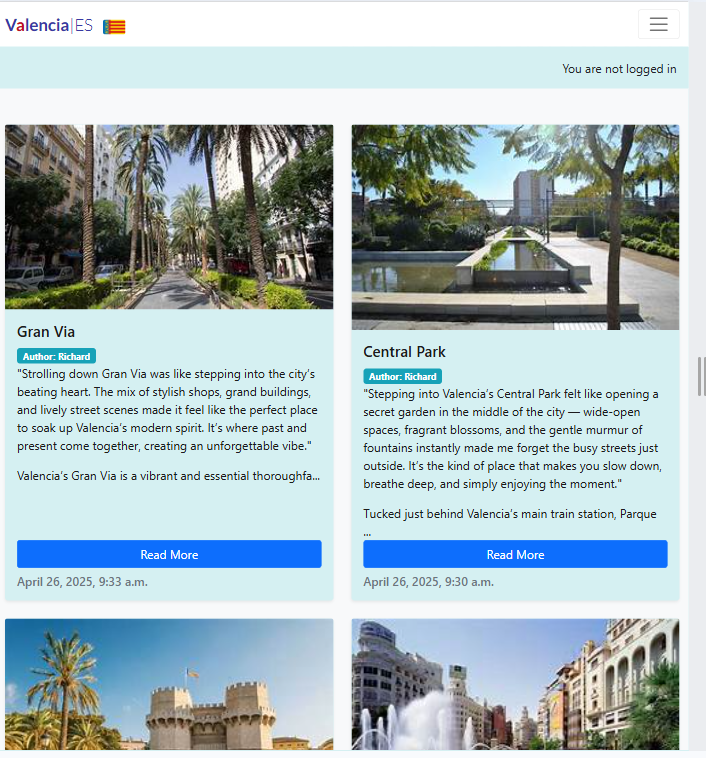 Valencia|ES
You are not logged in
Gran Via
Author: Richard
"Strolling down Gran Via was like stepping into the city's
beating heart. The mix of stylish shops, grand buildings,
and lively street scenes made it feel like the perfect place
to soak up Valencia's modern spirit. It's where past and
present come together, creating an unforgettable vibe."
Valencia's Gran Via is a vibrant and essential thoroughfa...
Read More
April 26, 2025, 9:33 a.m.
Central Park
Author: Richard
"Stepping into Valencia's Central Park felt like opening a
secret garden in the middle of the city — wide-open
spaces, fragrant blossoms, and the gentle murmur of
fountains instantly made me forget the busy streets just
outside. It's the kind of place that makes you slow down,
breathe deep, and simply enjoying the moment."
Tucked just behind Valencia's main train station, Parque
...
Read More
April 26, 2025, 9:30 a.m.